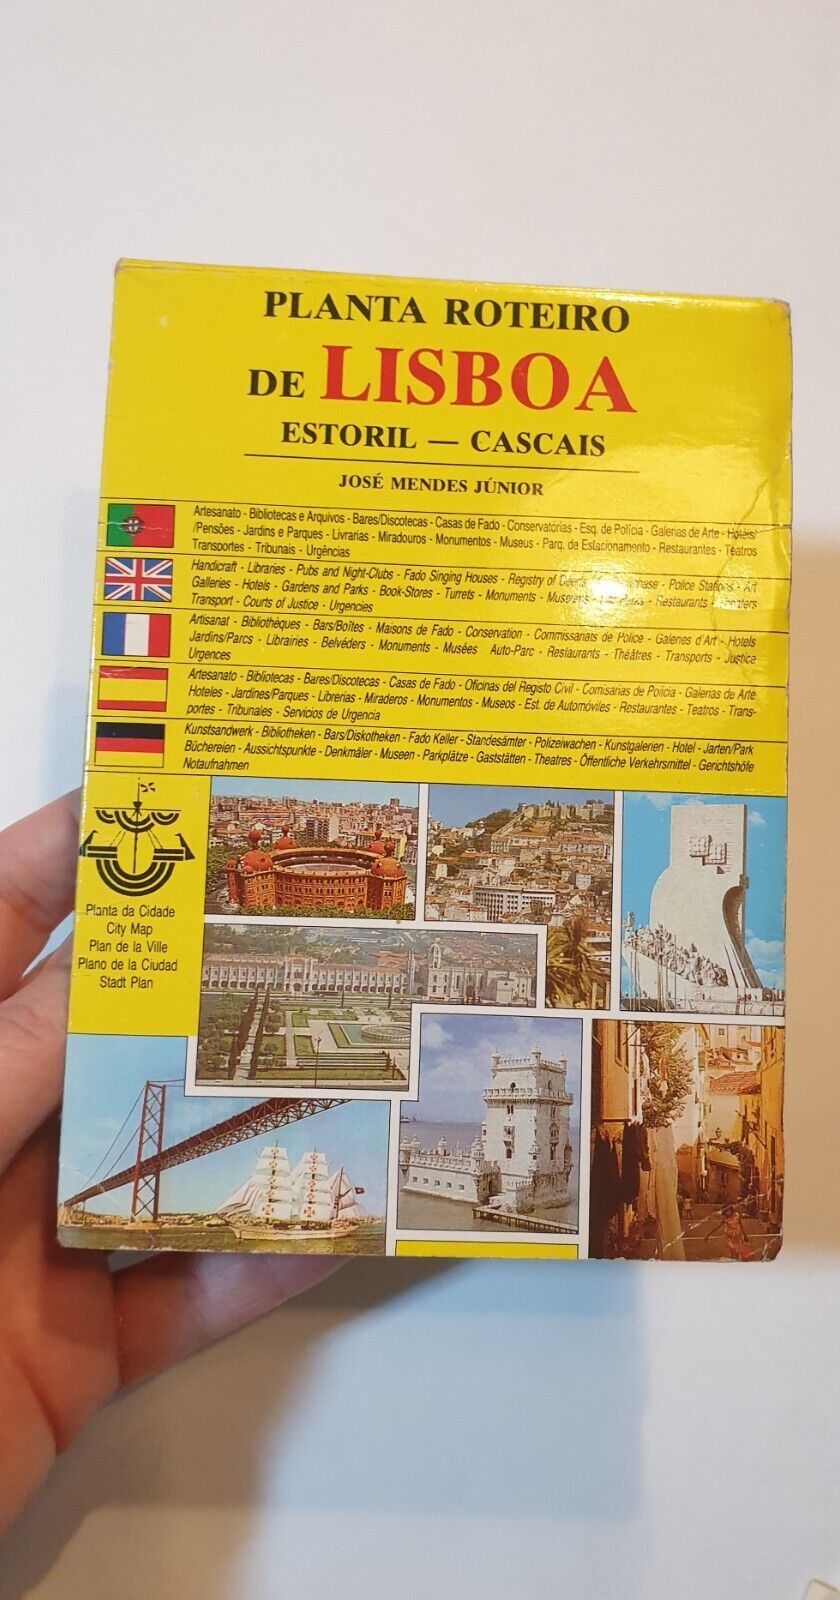 PLANTA ROTEIRO
DE LISBOA
ESTORIL — CASCAIS
JOSÉ MENDES JÚNIOR
Artesanato - Bibliotecas e Arquivos - Bares/Discotecas - Casas de Fado - Conservatórias - Esq. de Polícia - Galerias de Arte - Hotéis/
/Pensões - Jardins e Parques - Livrarias - Miradouros - Monumentos - Museus - Parq. de Estacionamento - Restaurantes - Teatros
Transportes - Tribunais - Urgências
Handicraft - Libraries - Pubs and Night-Clubs - Fado Singing Houses - Registry of Deeds - Police Stations - Art
Galleries - Hotels - Gardens and Parks - Book-Stores - Turrets - Monuments - Museums - Restaurants -
Transport - Courts of Justice - Urgencies
Artisanat - Bibliothèques - Bars/Boîtes - Maisons de Fado - Conservation - Commissariats de Police - Galeries d'Art - Hotels
Jardins/Parcs - Librairies - Belvéders - Monuments - Musées Auto-Parc - Restaurants - Théâtres - Transports - Justice
Urgences
Artesano - Bibliotecas - Bares/Discotecas - Casas de Fado - Oficinas del Registo Civil - Comisarias de Policia - Galerias de Arte
Hoteles - Jardines/Parques - Librerias - Miraderos - Monumentos - Museos - Est. de Automóviles - Restaurantes - Teatros - Trans-
portes - Tribunales - Servicios de Urgencia
Kunstsandwerk - Bibliotheken - Bars/Diskotheken - Fado Keller - Standesämter - Polizeiwachen - Kunstgalerien - Hotel - Jarten/Park
Büchereien - Aussichtspunkte - Denkmäler - Museen - Parkplätze - Gaststätten - Theatres - Öffentliche Verkehrsmittel - Gerichtshöfe
Notaufnahmen
Planta da Cidade
City Map
Plan de la Ville
Plano de la Ciudad
Stadt Plan